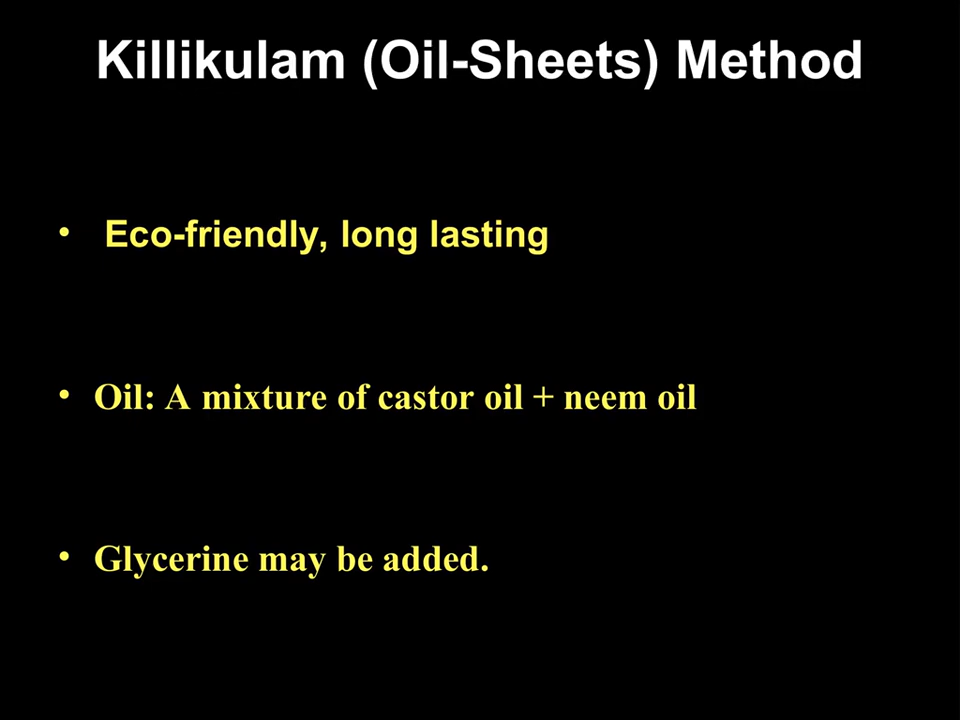 Killikulam (Oil-Sheets) Method
• Eco-friendly, long lasting
• Oil: A mixture of castor oil + neem oil
• Glycerine may be added.